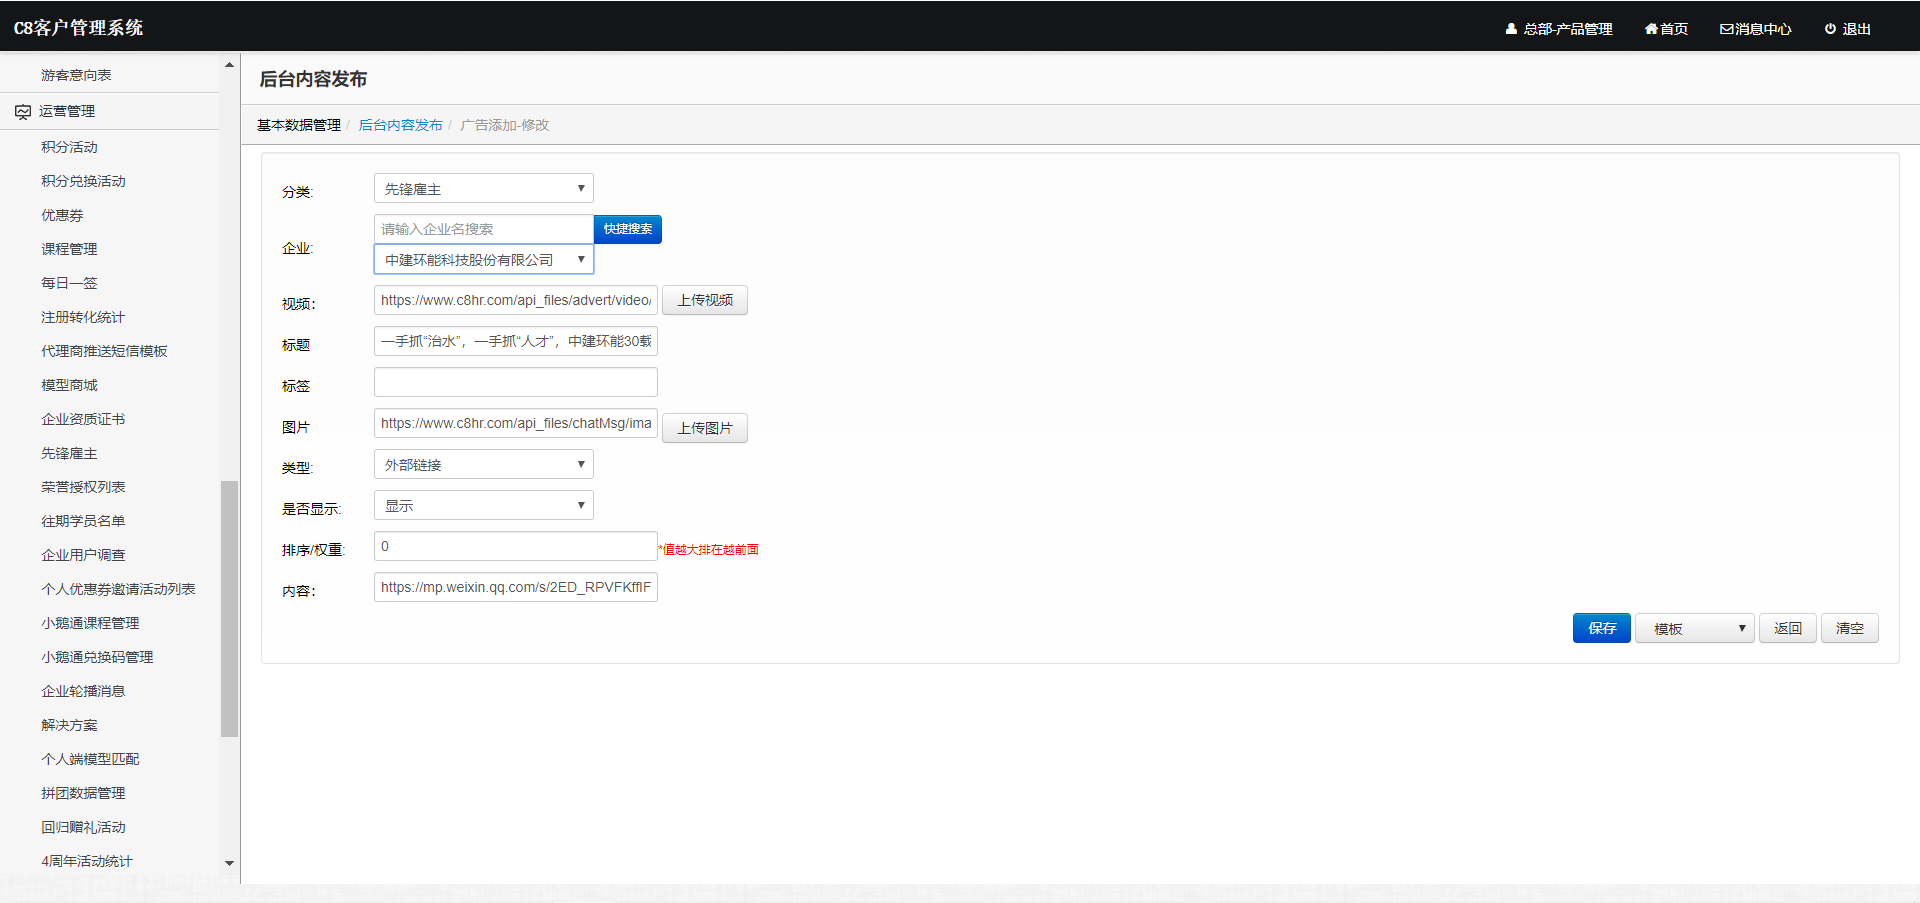 C8客户管理系统
总部-产品管理 首页 消息中心 退出
游客意向表
运营管理
积分活动
积分兑换活动
优惠券
课程管理
每日一签
注册转化统计
代理商推送短信模板
模型商城
企业资质证书
先锋雇主
荣誉授权列表
往期学员名单
企业用户调查
个人优惠券邀请活动列表
小鹅通课程管理
小鹅通兑换码管理
企业轮播消息
解决方案
个人端模型匹配
拼团数据管理
回归赠礼活动
4周年活动统计
后台内容发布
基本数据管理 / 后台内容发布 / 广告添加-修改
分类: 先锋雇主
请输入企业名搜索 快捷搜索
企业: 中建环能科技股份有限公司
视频: https://www.c8hr.com/api_files/advert/video/ 上传视频
标题 一手抓“治水”，一手抓“人才”，中建环能30载
标签
图片 https://www.c8hr.com/api_files/chatMsg/ima 上传图片
类型: 外部链接
是否显示: 显示
排序/权重: 0 *值越大排在越前面
内容: https://mp.weixin.qq.com/s/2ED_RPVFKfflF
保存 模板 返回 清空